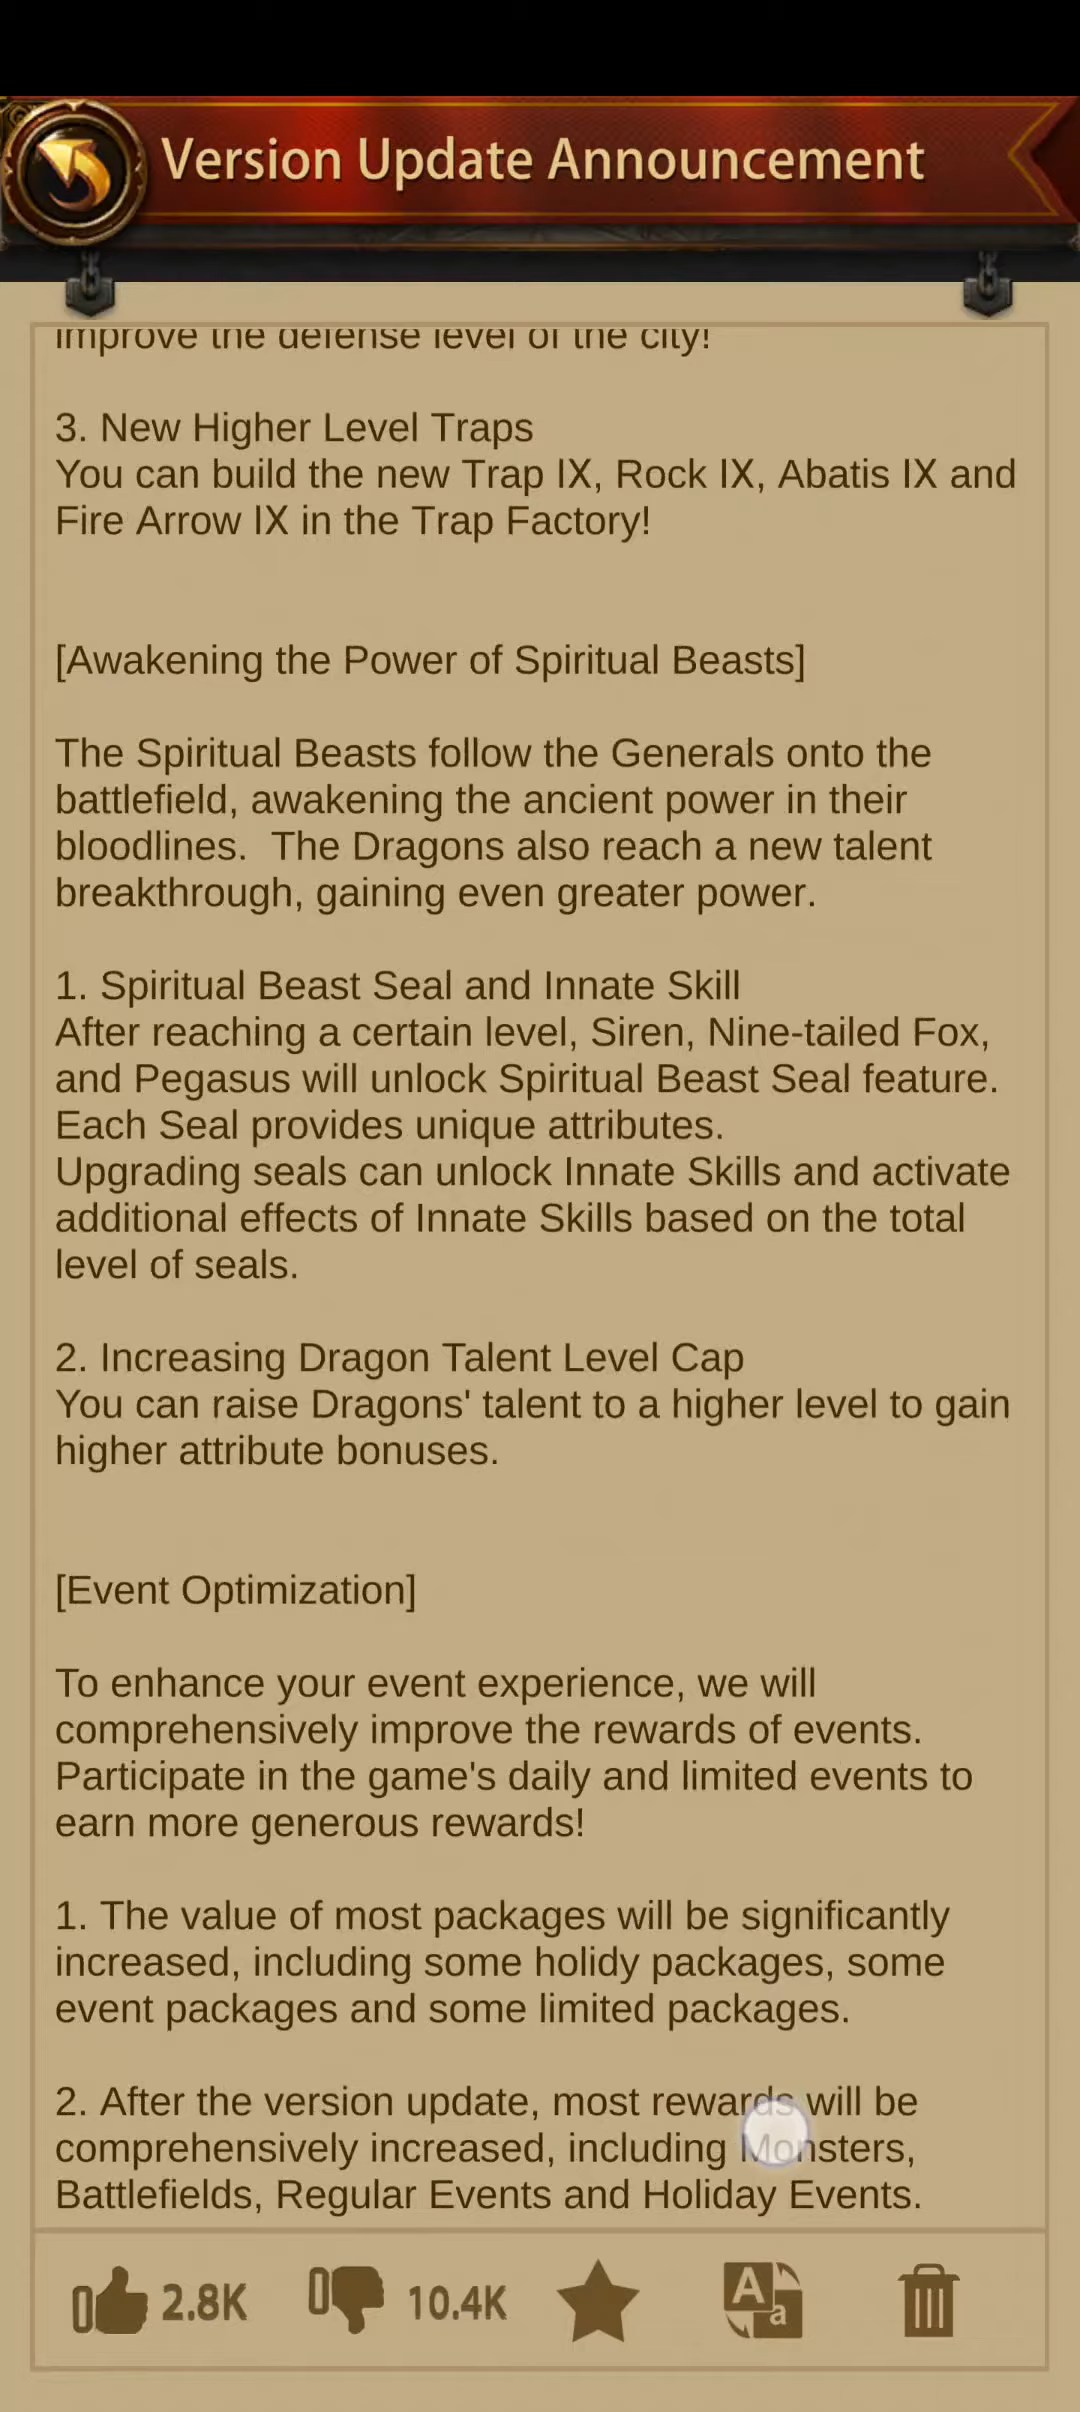 Version Update Announcement
improve the defense level of the city!
3. New Higher Level Traps
You can build the new Trap IX, Rock IX, Abatis IX and
Fire Arrow IX in the Trap Factory!
[Awakening the Power of Spiritual Beasts]
The Spiritual Beasts follow the Generals onto the
battlefield, awakening the ancient power in their
bloodlines.  The Dragons also reach a new talent
breakthrough, gaining even greater power.
1. Spiritual Beast Seal and Innate Skill
After reaching a certain level, Siren, Nine-tailed Fox,
and Pegasus will unlock Spiritual Beast Seal feature.
Each Seal provides unique attributes.
Upgrading seals can unlock Innate Skills and activate
additional effects of Innate Skills based on the total
level of seals.
2. Increasing Dragon Talent Level Cap
You can raise Dragons' talent to a higher level to gain
higher attribute bonuses.
[Event Optimization]
To enhance your event experience, we will
comprehensively improve the rewards of events.
Participate in the game's daily and limited events to
earn more generous rewards!
1. The value of most packages will be significantly
increased, including some holidy packages, some
event packages and some limited packages.
2. After the version update, most rewards will be
comprehensively increased, including Monsters,
Battlefields, Regular Events and Holiday Events.
2.8K 10.4K A a